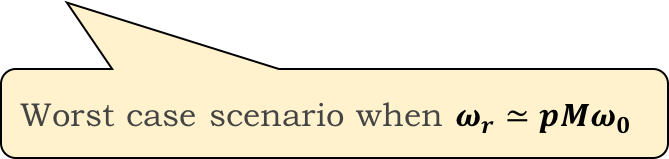 Worst case scenario when ωᵣ ≃ pMω₀